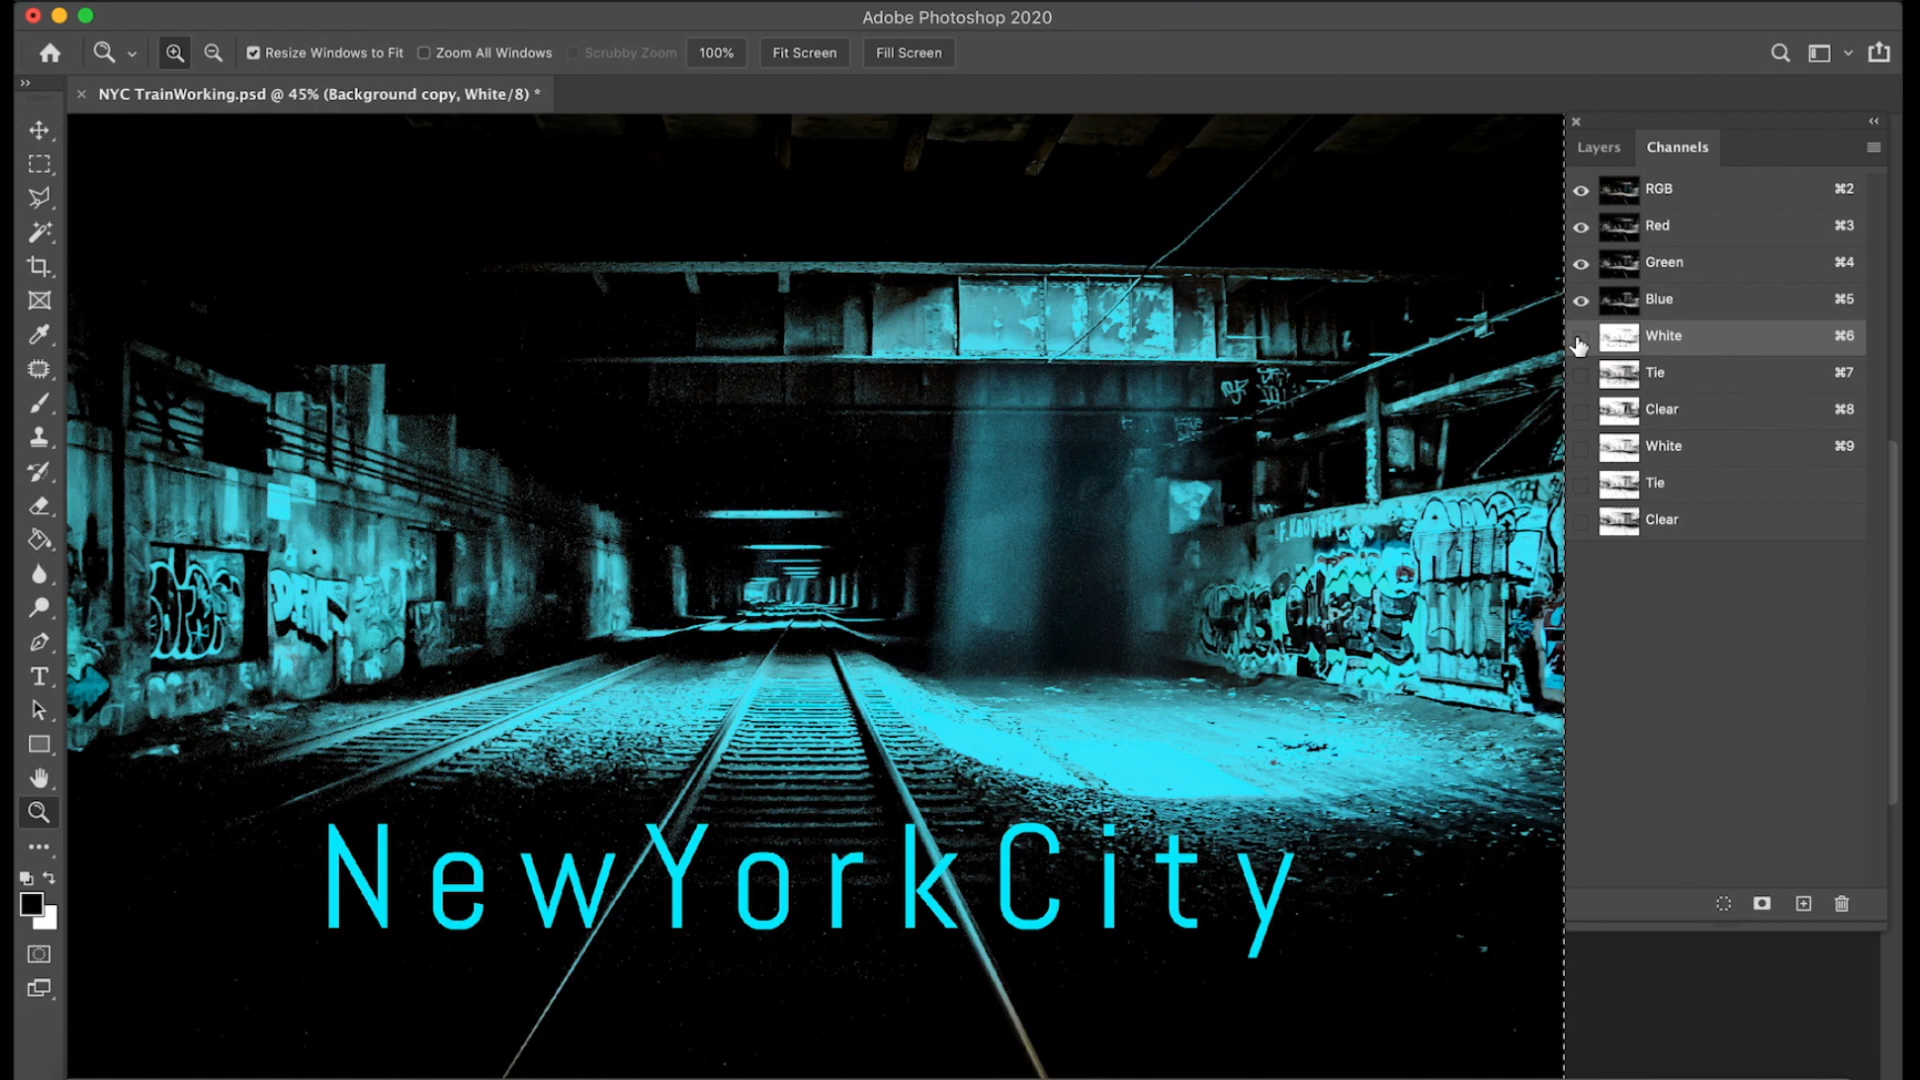 Adobe Photoshop 2020
Resize Windows to Fit
Zoom All Windows
Scrubby Zoom
100%
Fit Screen
Fill Screen
NYC TrainWorking.psd @ 45% (Background copy, White/8) *
Layers
Channels
RGB ⌘2
Red ⌘3
Green ⌘4
Blue ⌘5
White ⌘6
Tie ⌘7
Clear ⌘8
White ⌘9
Tie
Clear
NewYorkCity